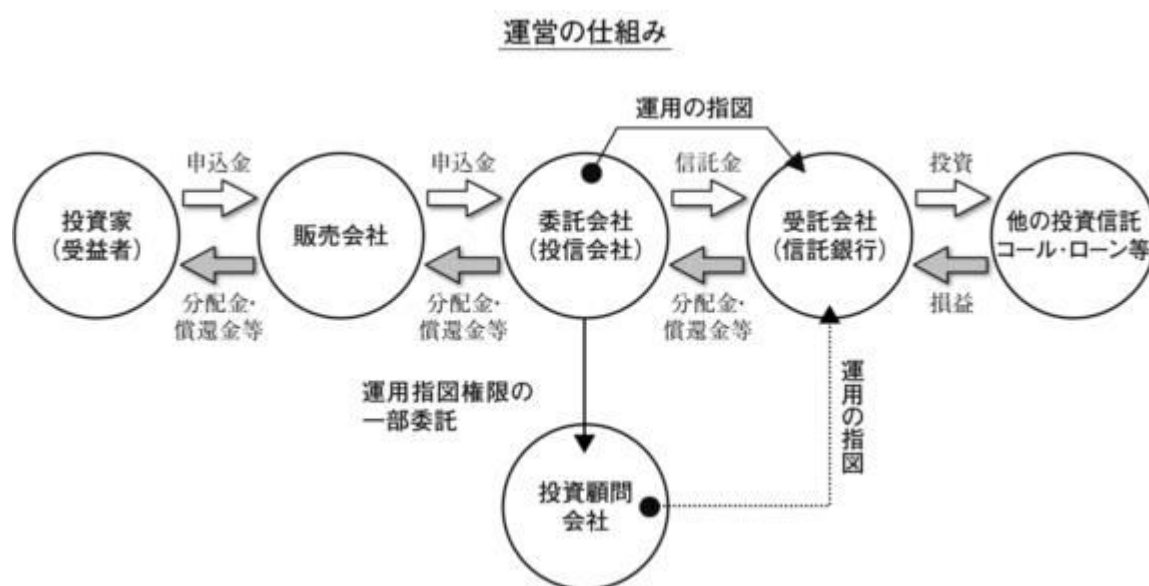 運営の仕組み
運用の指図
申込金
申込金
信託金
投資
投資家
(受益者)
販売会社
委託会社
(投信会社)
受託会社
(信託銀行)
他の投資信託
コール・ローン等
分配金・
償還金等
分配金・
償還金等
分配金・
償還金等
損益
運用指図権限の
一部委託
運用の指図
投資顧問
会社